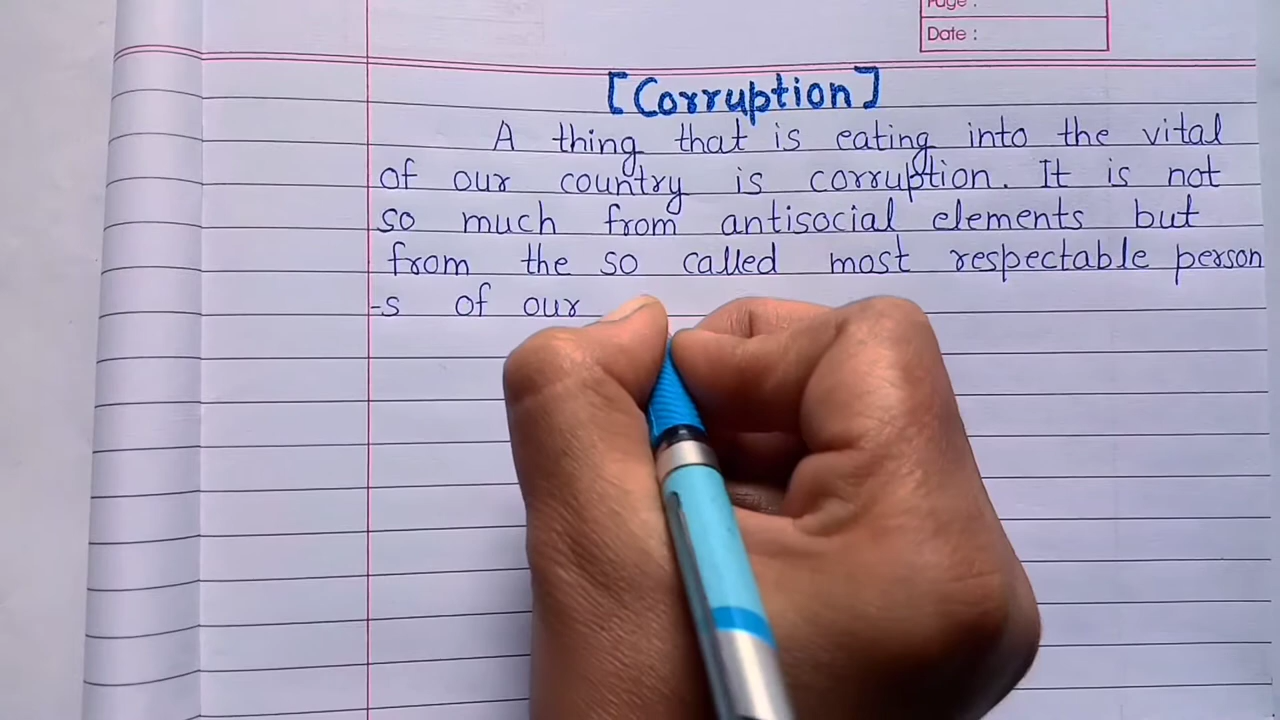 Page :
Date :
[Corruption]
A thing that is eating into the vital
of our country is corruption. It is not
so much from antisocial elements but
from the so called most respectable person
-s of our